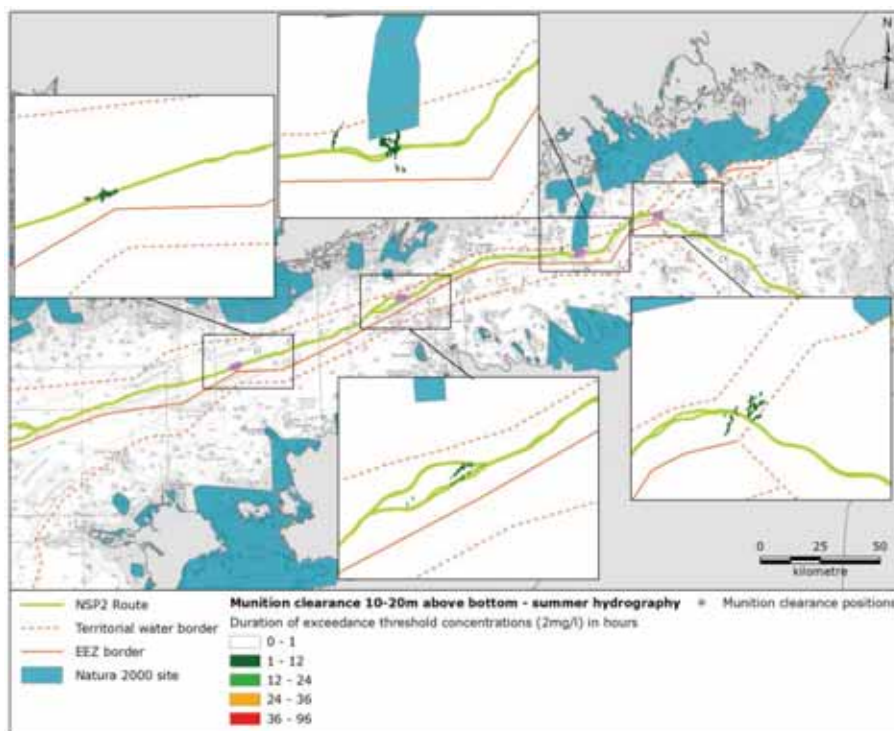 N
0 25 50
kilometre
NSP2 Route
Territorial water border
EEZ border
Natura 2000 site
Munition clearance 10-20m above bottom - summer hydrography
Duration of exceedance threshold concentrations (2mg/l) in hours
0 - 1
1 - 12
12 - 24
24 - 36
36 - 96
Munition clearance positions